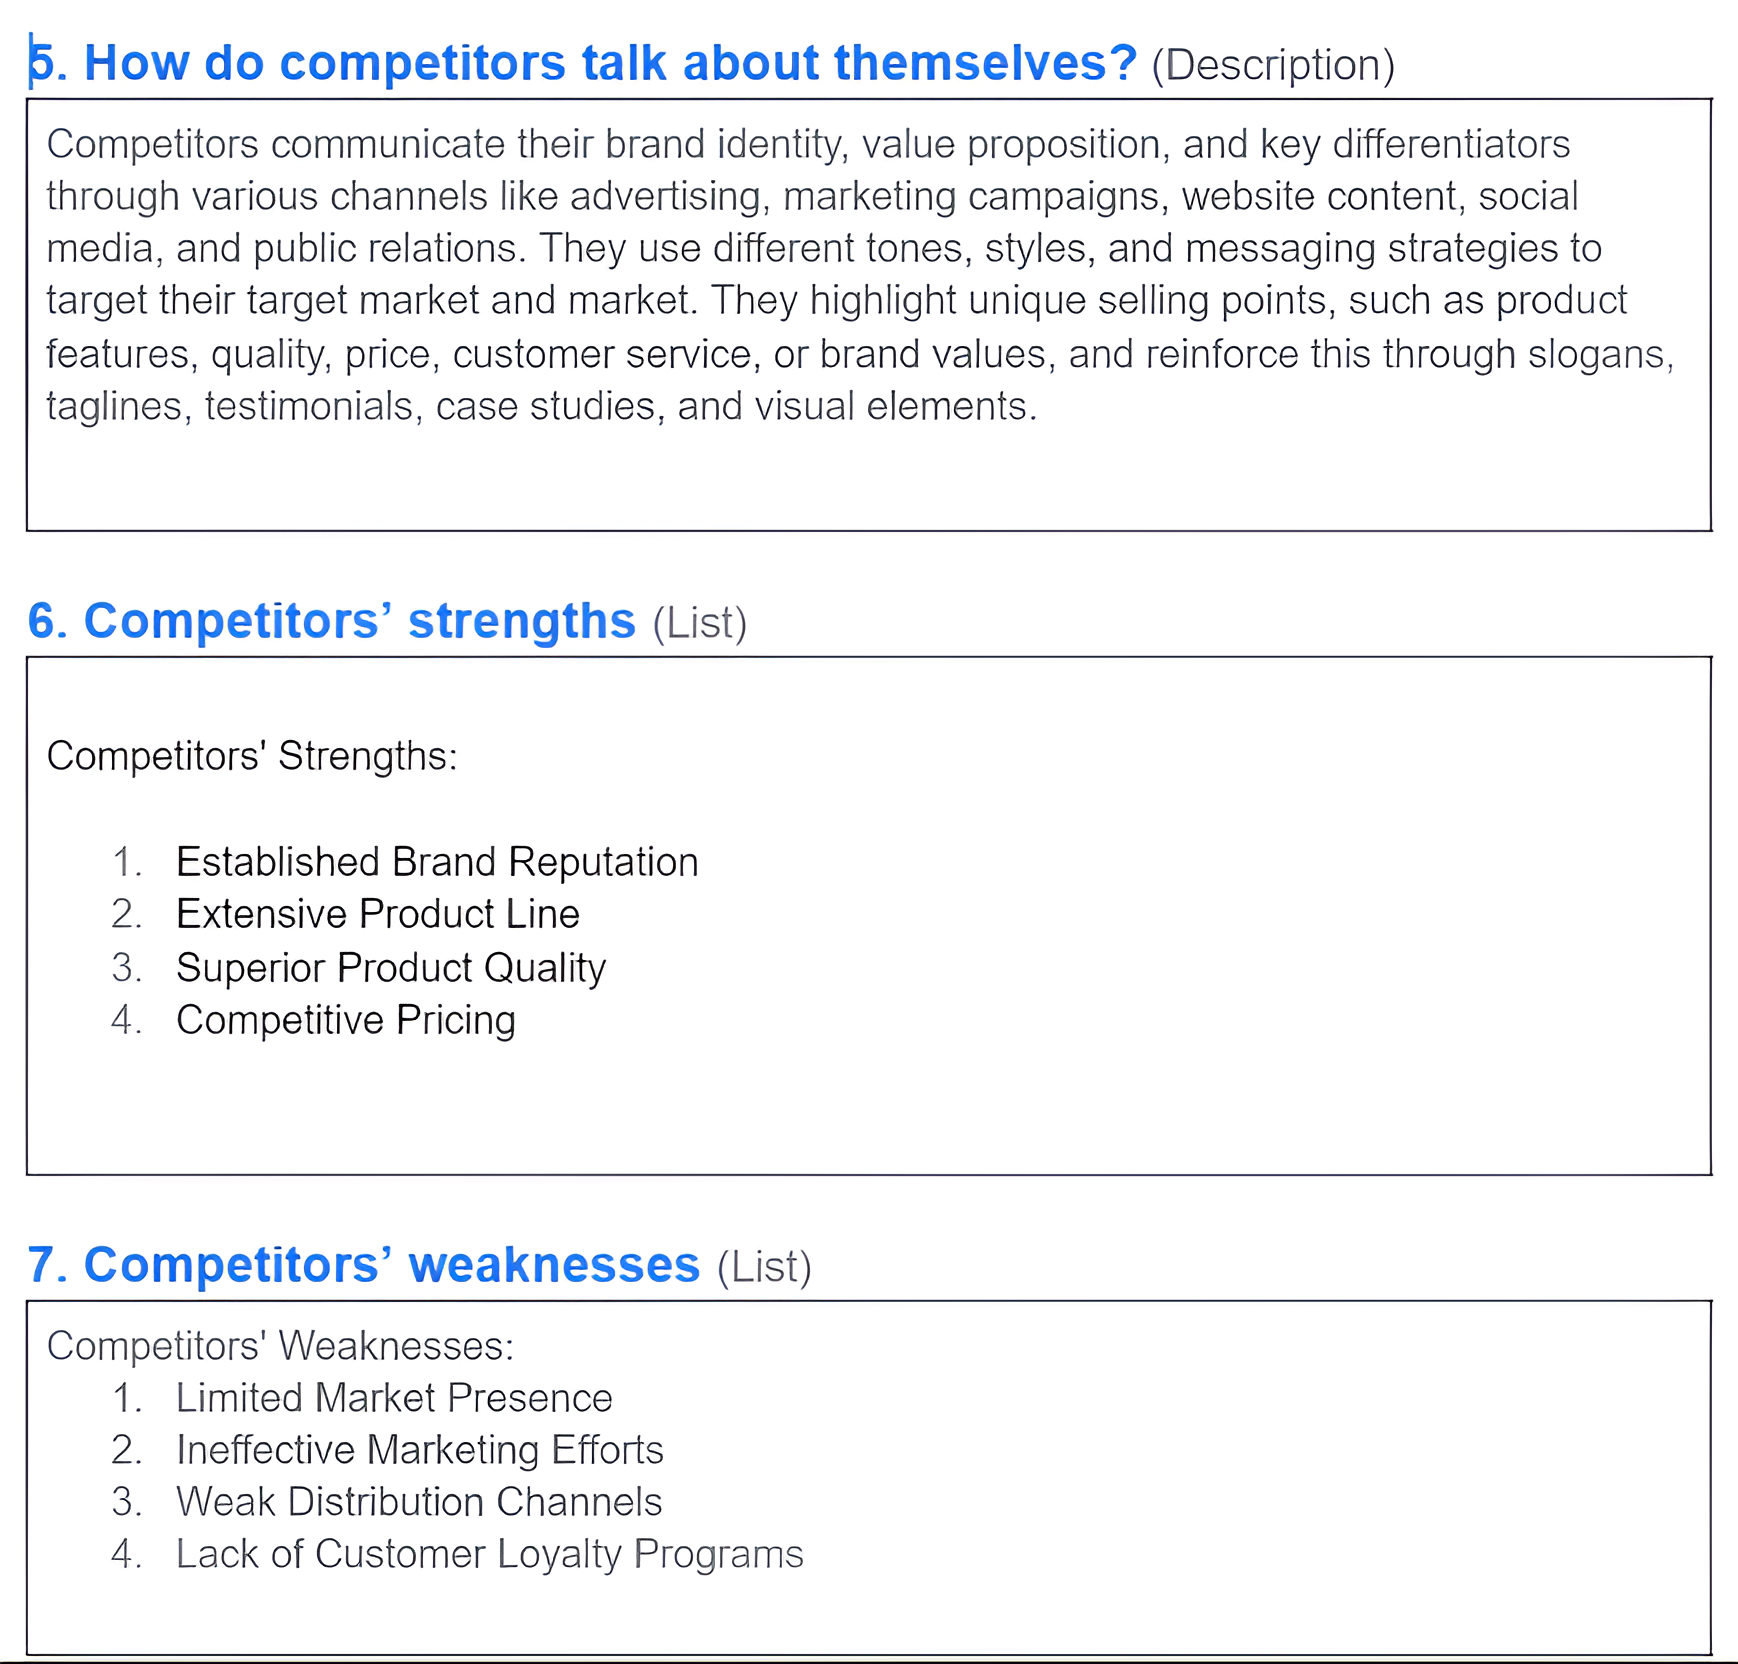 5. How do competitors talk about themselves? (Description)
Competitors communicate their brand identity, value proposition, and key differentiators
through various channels like advertising, marketing campaigns, website content, social
media, and public relations. They use different tones, styles, and messaging strategies to
target their target market and market. They highlight unique selling points, such as product
features, quality, price, customer service, or brand values, and reinforce this through slogans,
taglines, testimonials, case studies, and visual elements.
6. Competitors’ strengths (List)
Competitors' Strengths:
1. Established Brand Reputation
2. Extensive Product Line
3. Superior Product Quality
4. Competitive Pricing
7. Competitors’ weaknesses (List)
Competitors' Weaknesses:
1. Limited Market Presence
2. Ineffective Marketing Efforts
3. Weak Distribution Channels
4. Lack of Customer Loyalty Programs